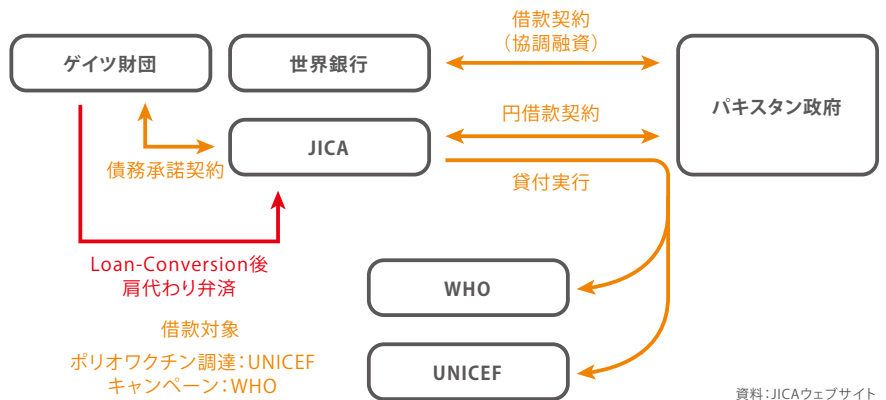 借款契約
（協調融資）
ゲイツ財団
世界銀行
パキスタン政府
円借款契約
JICA
債務承諾契約
貸付実行
Loan-Conversion後
肩代わり弁済
WHO
借款対象
ポリオワクチン調達：UNICEF
キャンペーン：WHO
UNICEF
資料：JICAウェブサイト